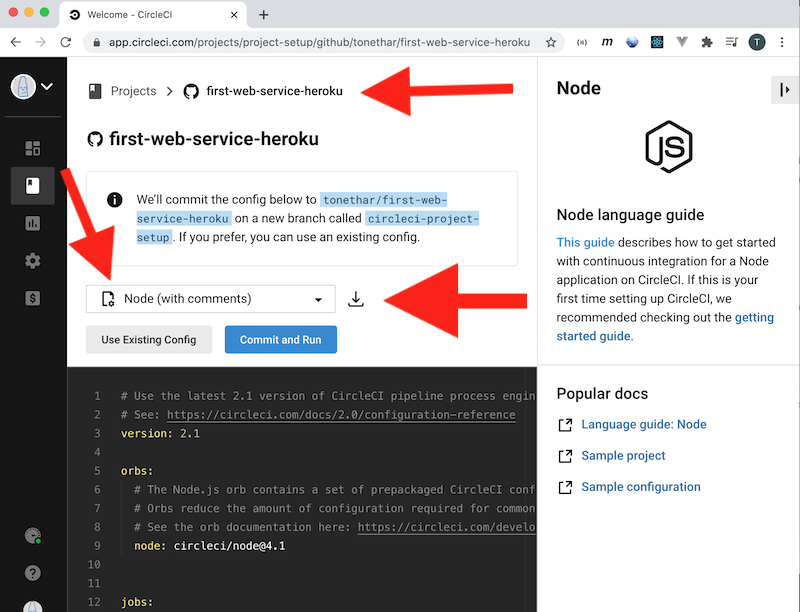 Welcome - CircleCI
app.circleci.com/projects/project-setup/github/tonethar/first-web-service-heroku
m
T
Projects
first-web-service-heroku
first-web-service-heroku
We'll commit the config below to tonethar/first-web-
service-heroku on a new branch called circleci-project-
setup. If you prefer, you can use an existing config.
Node (with comments)
Use Existing Config
Commit and Run
1 # Use the latest 2.1 version of CircleCI pipeline process engin
2 # See: https://circleci.com/docs/2.0/configuration-reference
3 version: 2.1
4
5 orbs:
6 # The Node.js orb contains a set of prepackaged CircleCI conf
7 # Orbs reduce the amount of configuration required for common
8 # See the orb documentation here: https://circleci.com/develo
9 node: circleci/node@4.1
10
11
12 jobs:
Node
JS
Node language guide
This guide describes how to get started
with continuous integration for a Node
application on CircleCI. If this is your
first time setting up CircleCI, we
recommended checking out the getting
started guide.
Popular docs
Language guide: Node
Sample project
Sample configuration